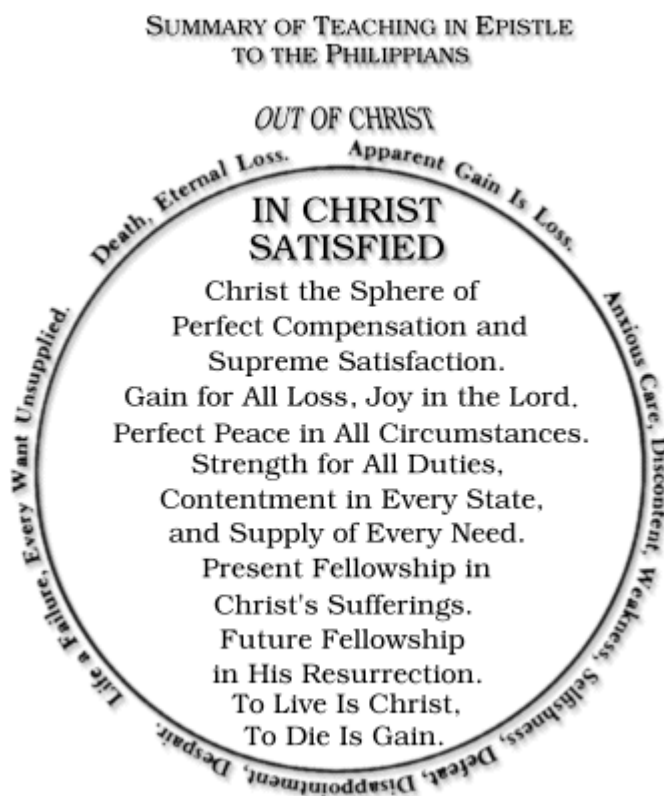 SUMMARY OF TEACHING IN EPISTLE
TO THE PHILIPPIANS
OUT OF CHRIST
Apparent Gain Is Loss.
Anxious Care, Discontent, Weakness, Selfishness, Defeat, Disappointment, Despair.
Life a Failure, Every Want Unsupplied.
Death, Eternal Loss.
IN CHRIST
SATISFIED
Christ the Sphere of
Perfect Compensation and
Supreme Satisfaction.
Gain for All Loss, Joy in the Lord,
Perfect Peace in All Circumstances.
Strength for All Duties,
Contentment in Every State,
and Supply of Every Need.
Present Fellowship in
Christ's Sufferings.
Future Fellowship
in His Resurrection.
To Live Is Christ,
To Die Is Gain.